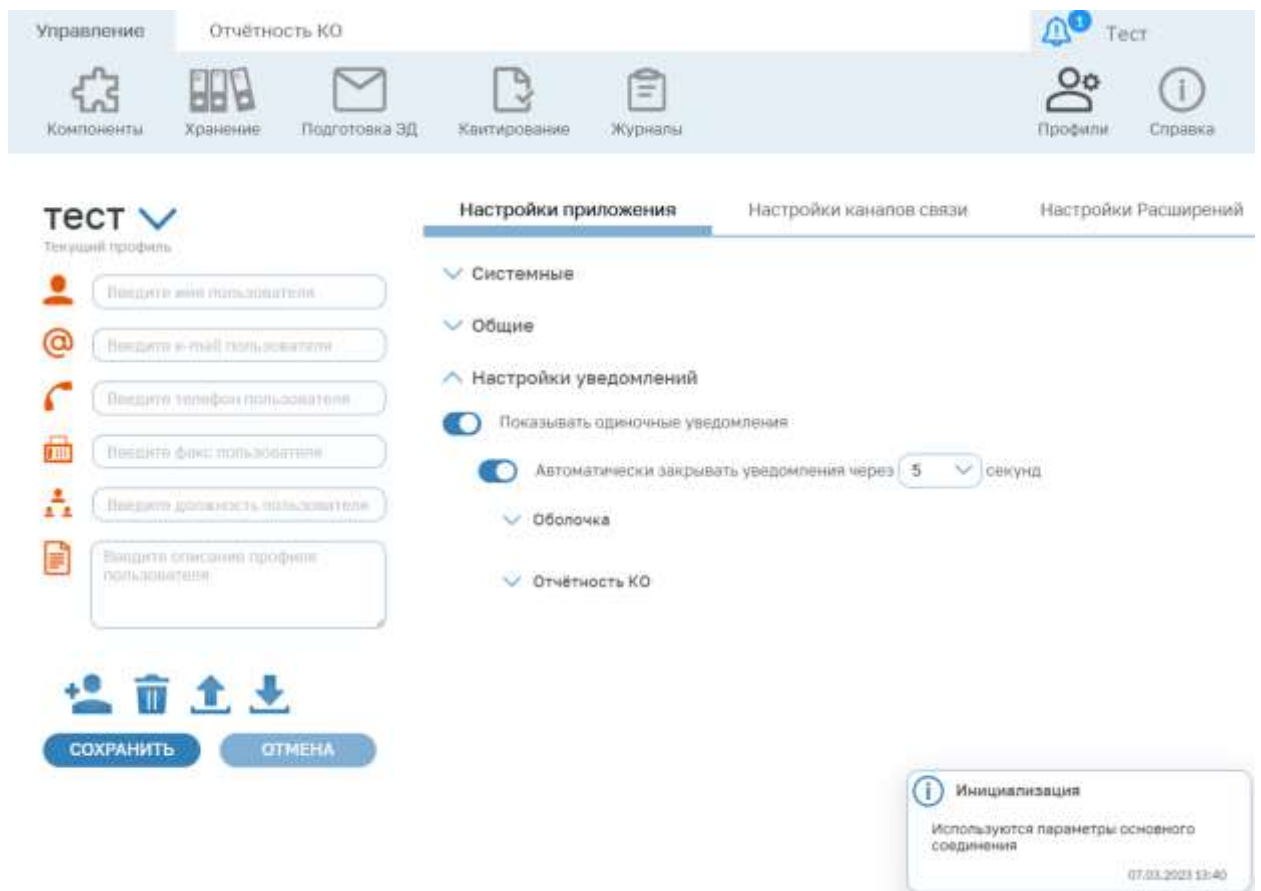 Управление
Отчётность КО
1
Тест
Компоненты
Хранение
Подготовка ЭД
Квитирование
Журналы
Профили
Справка
тест
Текущий профиль
Введите имя пользователя
Введите e-mail пользователя
Введите телефон пользователя
Введите факс пользователя
Введите должность пользователя
Введите описание профиля
пользователя
СОХРАНИТЬ
ОТМЕНА
Настройки приложения
Настройки каналов связи
Настройки Расширений
Системные
Общие
Настройки уведомлений
Показывать одиночные уведомления
Автоматически закрывать уведомления через 5 секунд
Оболочка
Отчётность КО
Инициализация
Используются параметры основного
соединения
07.03.2023 13:40